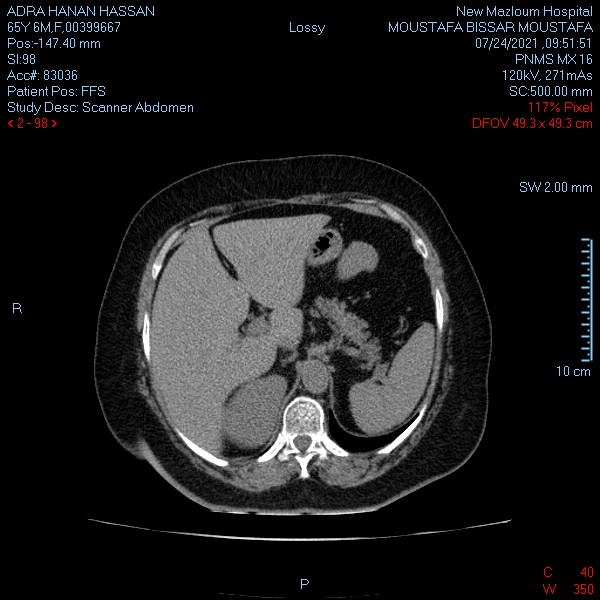 ADRA HANAN HASSAN
65Y 6M,F,00399667
Pos:-147.40 mm
SI:98
Acc#: 83036
Patient Pos: FFS
Study Desc: Scanner Abdomen
< 2 - 98 >
Lossy
New Mazloum Hospital
MOUSTAFA BISSAR MOUSTAFA
07/24/2021 ,09:51:51
PNMS MX 16
120kV, 271mAs
SC:500.00 mm
117% Pixel
DFOV 49.3 x 49.3 cm
SW 2.00 mm
R
10 cm
P
C 40
W 350